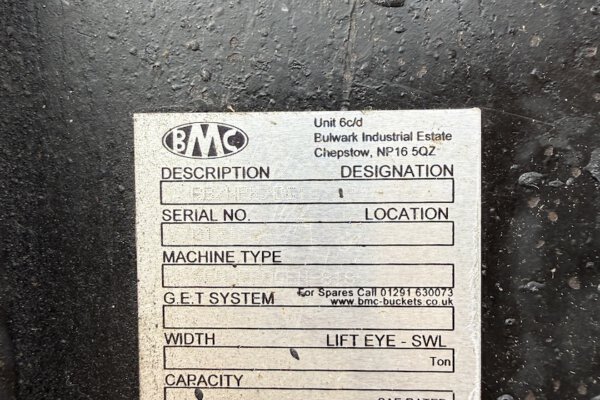 BMC
Unit 6c/d
Bulwark Industrial Estate
Chepstow, NP16 5QZ
DESCRIPTION DESIGNATION
SERIAL NO. LOCATION
MACHINE TYPE
For Spares Call 01291 630073
G.E.T SYSTEM www.bmc-buckets.co.uk
WIDTH LIFT EYE - SWL
Ton
CAPACITY